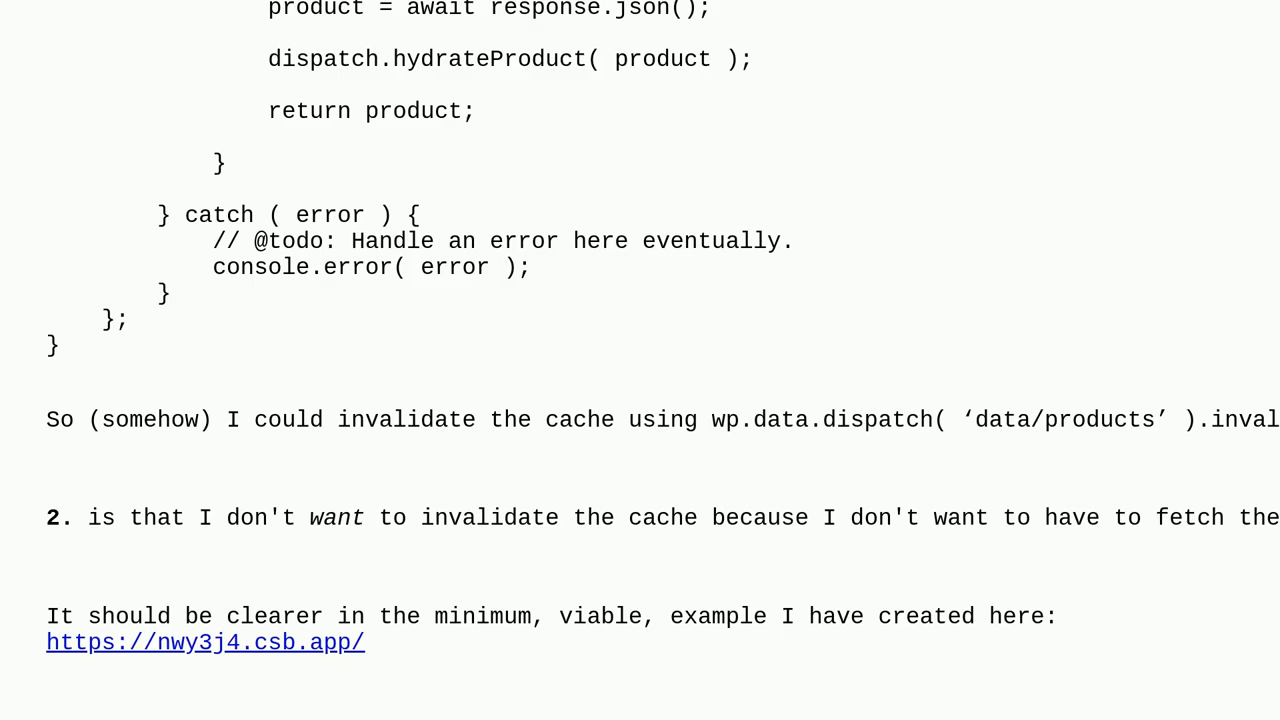 product = await response.json();
dispatch.hydrateProduct( product );
return product;
}
} catch ( error ) {
// @todo: Handle an error here eventually.
console.error( error );
}
};
}
So (somehow) I could invalidate the cache using wp.data.dispatch( ‘data/products’ ).inval
2. is that I don't want to invalidate the cache because I don't want to have to fetch the
It should be clearer in the minimum, viable, example I have created here:
https://nwy3j4.csb.app/